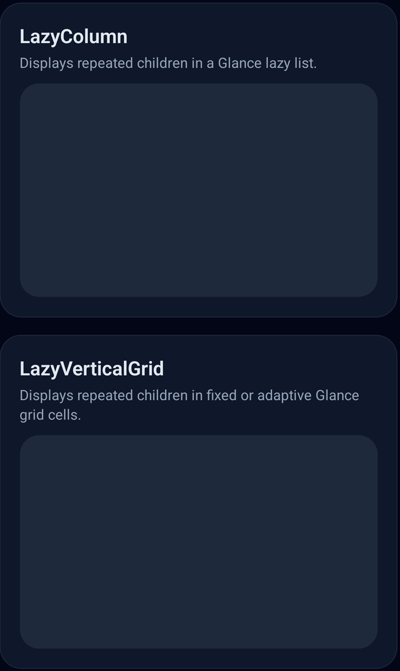 LazyColumn
Displays repeated children in a Glance lazy list.
LazyVerticalGrid
Displays repeated children in fixed or adaptive Glance
grid cells.